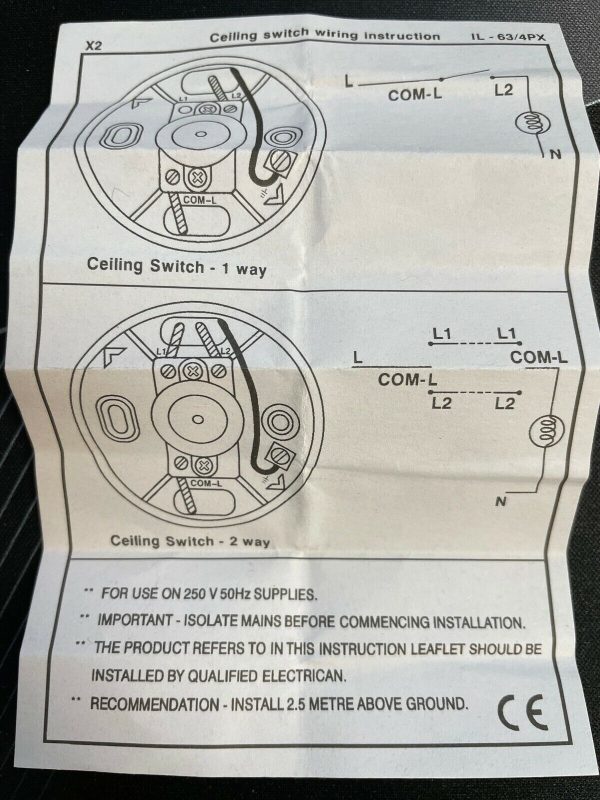 X2 Ceiling switch wiring instruction IL - 63/4PX
L1 L2
COM-L
L COM-L L2
N
Ceiling Switch - 1 way
L1 L2
COM-L
L1 L1
L COM-L
COM-L
L2 L2
N
Ceiling Switch - 2 way
** FOR USE ON 250 V 50Hz SUPPLIES.
** IMPORTANT - ISOLATE MAINS BEFORE COMMENCING INSTALLATION.
** THE PRODUCT REFERS TO IN THIS INSTRUCTION LEAFLET SHOULD BE
INSTALLED BY QUALIFIED ELECTRICAN.
** RECOMMENDATION - INSTALL 2.5 METRE ABOVE GROUND.
CE